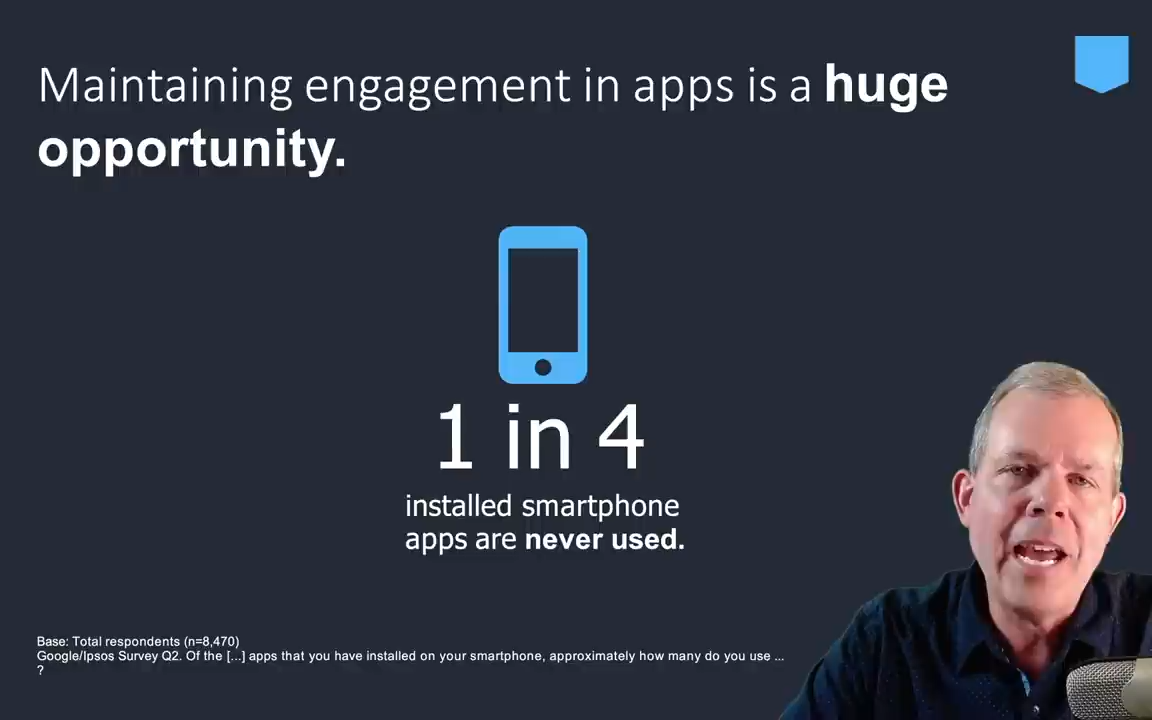 Maintaining engagement in apps is a huge
opportunity.
1 in 4
installed smartphone
apps are never used.
Base: Total respondents (n=8,470)
Google/Ipsos Survey Q2. Of the [...] apps that you have installed on your smartphone, approximately how many do you use ...
?